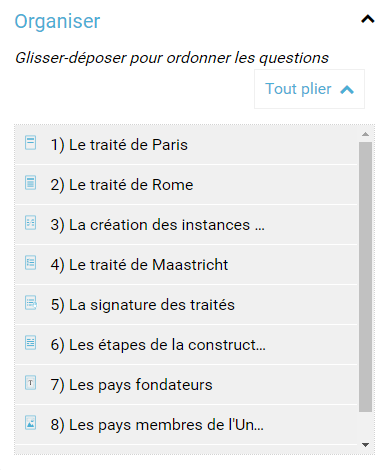 Organiser
Glisser-déposer pour ordonner les questions
Tout plier
1) Le traité de Paris
2) Le traité de Rome
3) La création des instances ...
4) Le traité de Maastricht
5) La signature des traités
6) Les étapes de la construct...
7) Les pays fondateurs
8) Les pays membres de l'Un...